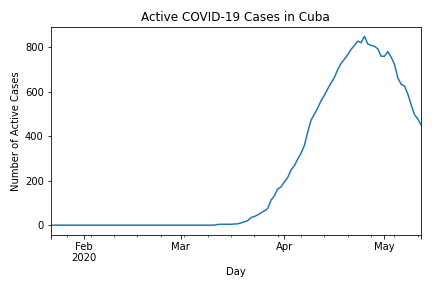 Active COVID-19 Cases in Cuba
Number of Active Cases
800
600
400
200
0
Feb
2020
Mar
Apr
May
Day